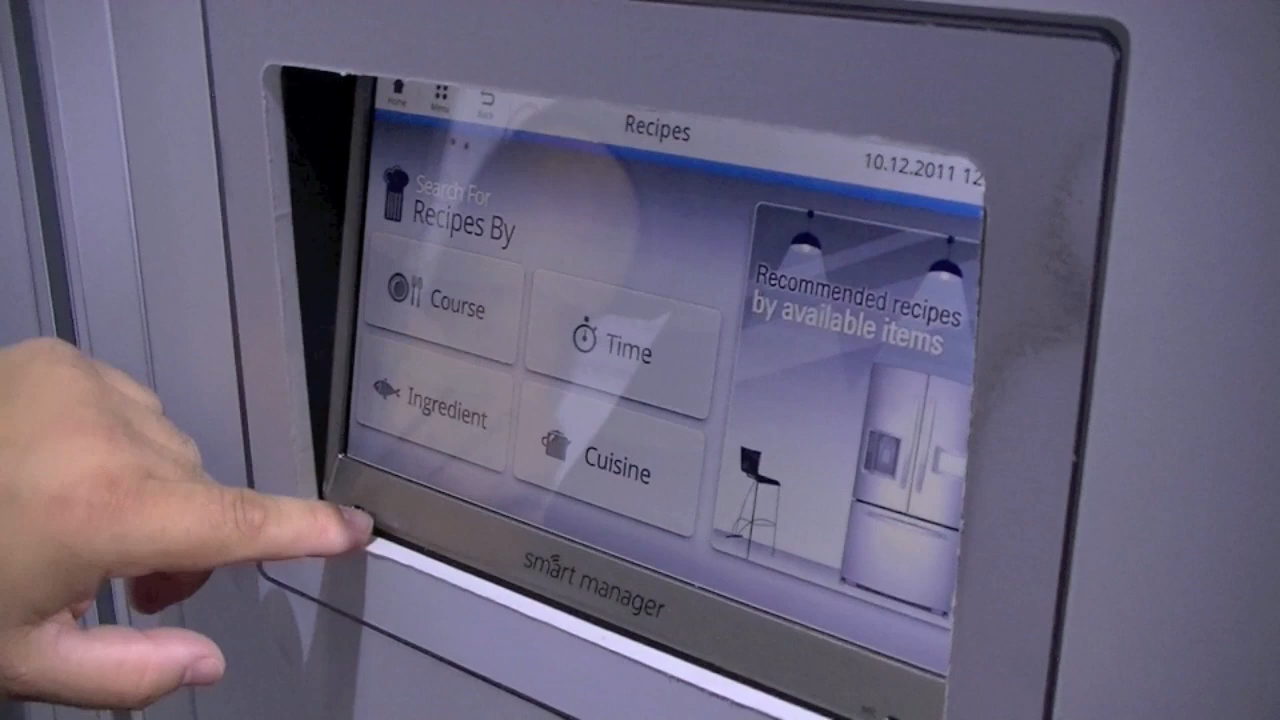 Home Menu Back
Recipes
10.12.2011 12
Search For
Recipes By
Course
Time
Ingredient
Cuisine
Recommended recipes
by available items
smart manager